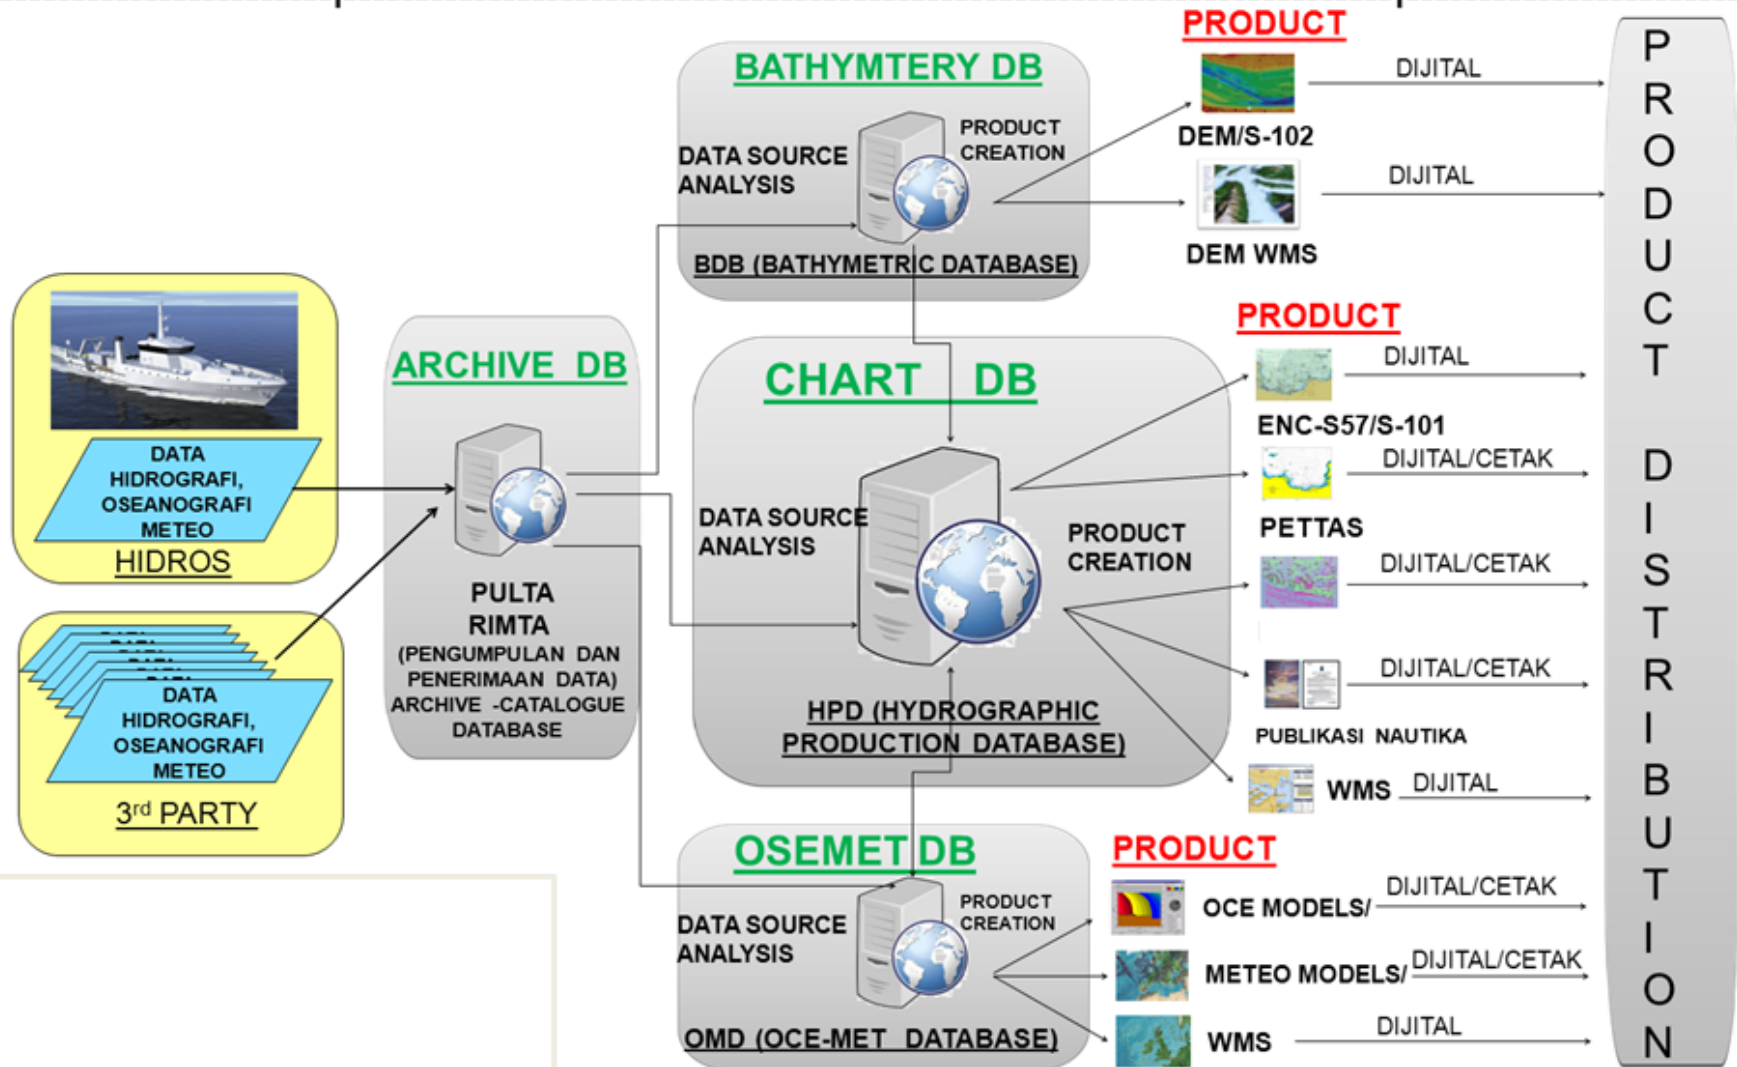 PRODUCT
DIJITAL
DEM/S-102
DIJITAL
DEM WMS
BATHYMTERY DB
PRODUCT
CREATION
DATA SOURCE
ANALYSIS
BDB (BATHYMETRIC DATABASE)
DATA
HIDROGRAFI,
OSEANOGRAFI
METEO
HIDROS
DATA
HIDROGRAFI,
OSEANOGRAFI
METEO
3rd PARTY
ARCHIVE DB
PULTA
RIMTA
(PENGUMPULAN DAN
PENERIMAAN DATA)
ARCHIVE -CATALOGUE
DATABASE
CHART DB
DATA SOURCE
ANALYSIS
PRODUCT
CREATION
HPD (HYDROGRAPHIC
PRODUCTION DATABASE)
PRODUCT
DIJITAL
ENC-S57/S-101
DIJITAL/CETAK
PETTAS
DIJITAL/CETAK
DIJITAL/CETAK
PUBLIKASI NAUTIKA
WMS
DIJITAL
OSEMET DB
DATA SOURCE
ANALYSIS
PRODUCT
CREATION
OMD (OCE-MET DATABASE)
PRODUCT
OCE MODELS/
DIJITAL/CETAK
METEO MODELS/
DIJITAL/CETAK
WMS
DIJITAL
PRODUCT DISTRIBUTION